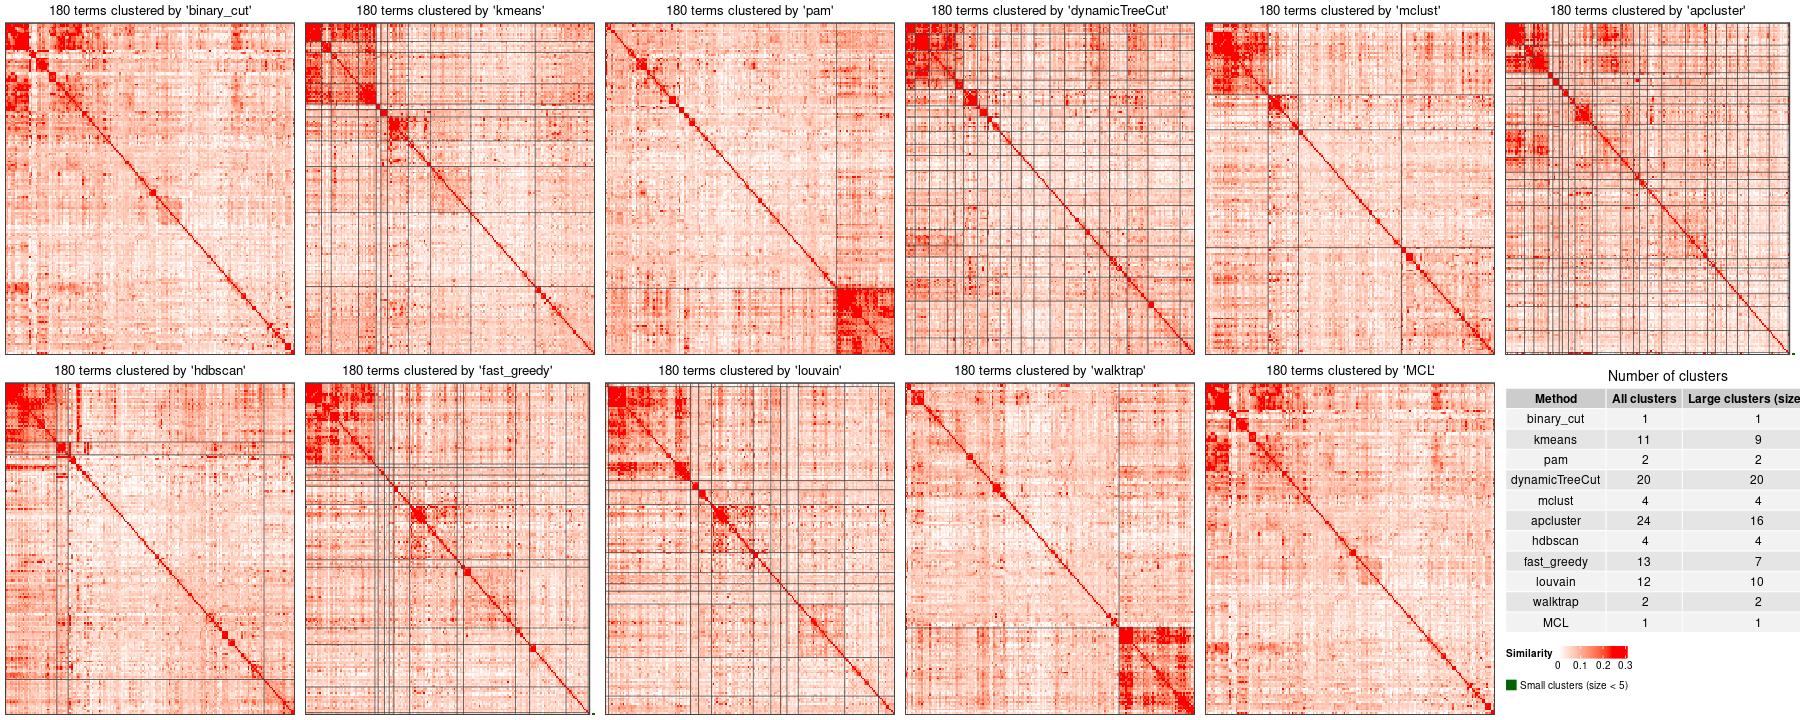 180 terms clustered by 'binary_cut'
180 terms clustered by 'kmeans'
180 terms clustered by 'pam'
180 terms clustered by 'dynamicTreeCut'
180 terms clustered by 'mclust'
180 terms clustered by 'apcluster'
180 terms clustered by 'hdbscan'
180 terms clustered by 'fast_greedy'
180 terms clustered by 'louvain'
180 terms clustered by 'walktrap'
180 terms clustered by 'MCL'
Number of clusters
Method All clusters Large clusters (size
binary_cut 1 1
kmeans 11 9
pam 2 2
dynamicTreeCut 20 20
mclust 4 4
apcluster 24 16
hdbscan 4 4
fast_greedy 13 7
louvain 12 10
walktrap 2 2
MCL 1 1
Similarity
0 0.1 0.2 0.3
Small clusters (size < 5)